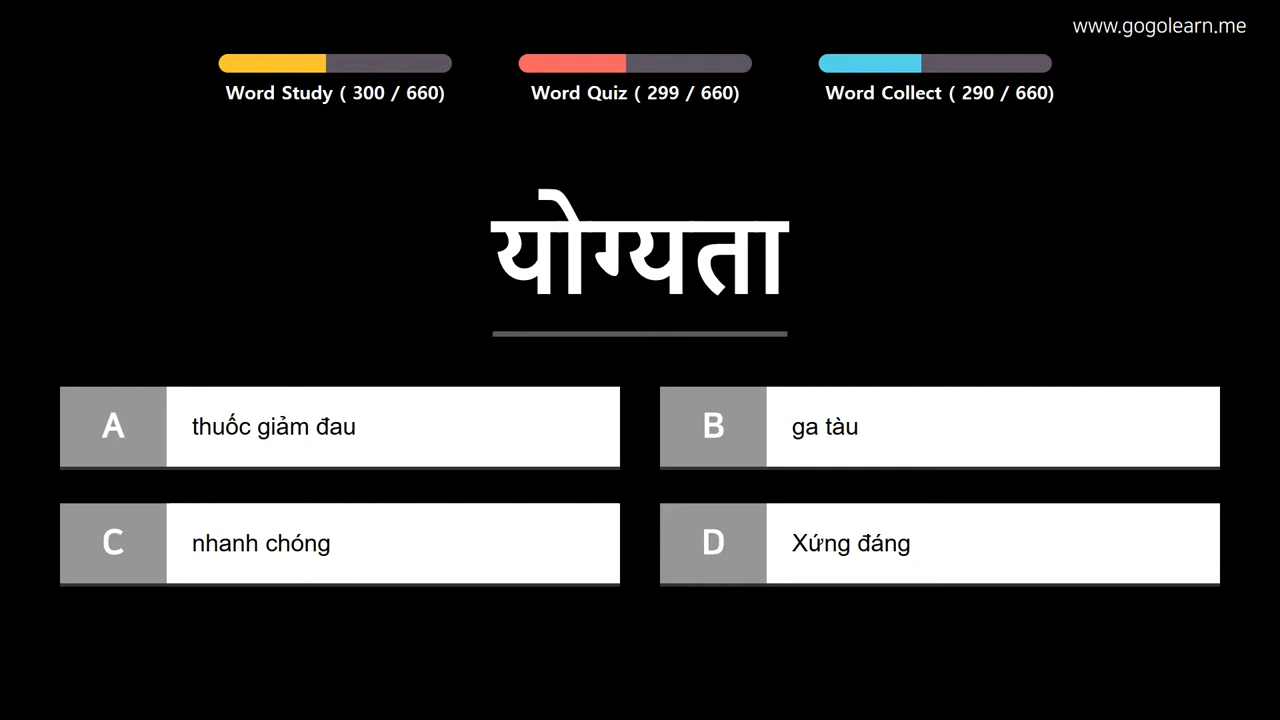 www.gogolearn.me
Word Study ( 300 / 660)
Word Quiz ( 299 / 660)
Word Collect ( 290 / 660)
योग्यता
A
thuốc giảm đau
B
ga tàu
C
nhanh chóng
D
Xứng đáng